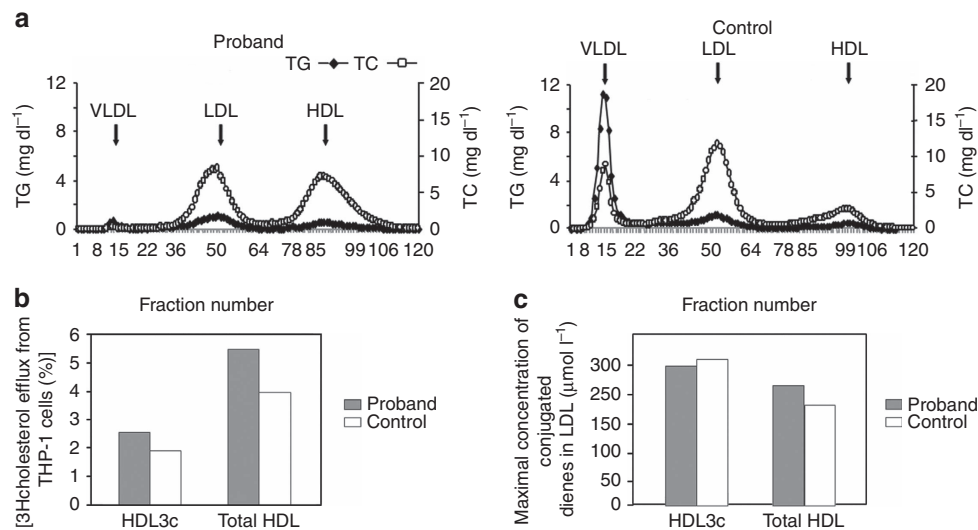 a
Proband
TG TC
VLDL LDL HDL
12
8
4
0
TG (mg dl⁻¹)
20
15
10
5
0
TC (mg dl⁻¹)
1 8 15 22 36 50 64 78 85 99 106 120
Control
VLDL LDL HDL
12
8
4
0
TG (mg dl⁻¹)
20
15
10
5
0
TC (mg dl⁻¹)
1 8 15 22 36 50 64 78 85 99 106 120
b
Fraction number
6
5
4
3
2
1
0
[3Hcholesterol efflux from
THP-1 cells (%)]
HDL3c Total HDL
Proband
Control
c
Fraction number
300
250
200
150
100
50
0
Maximal concentration of
conjugated
dienes in LDL (μmol l⁻¹)
HDL3c Total HDL
Proband
Control